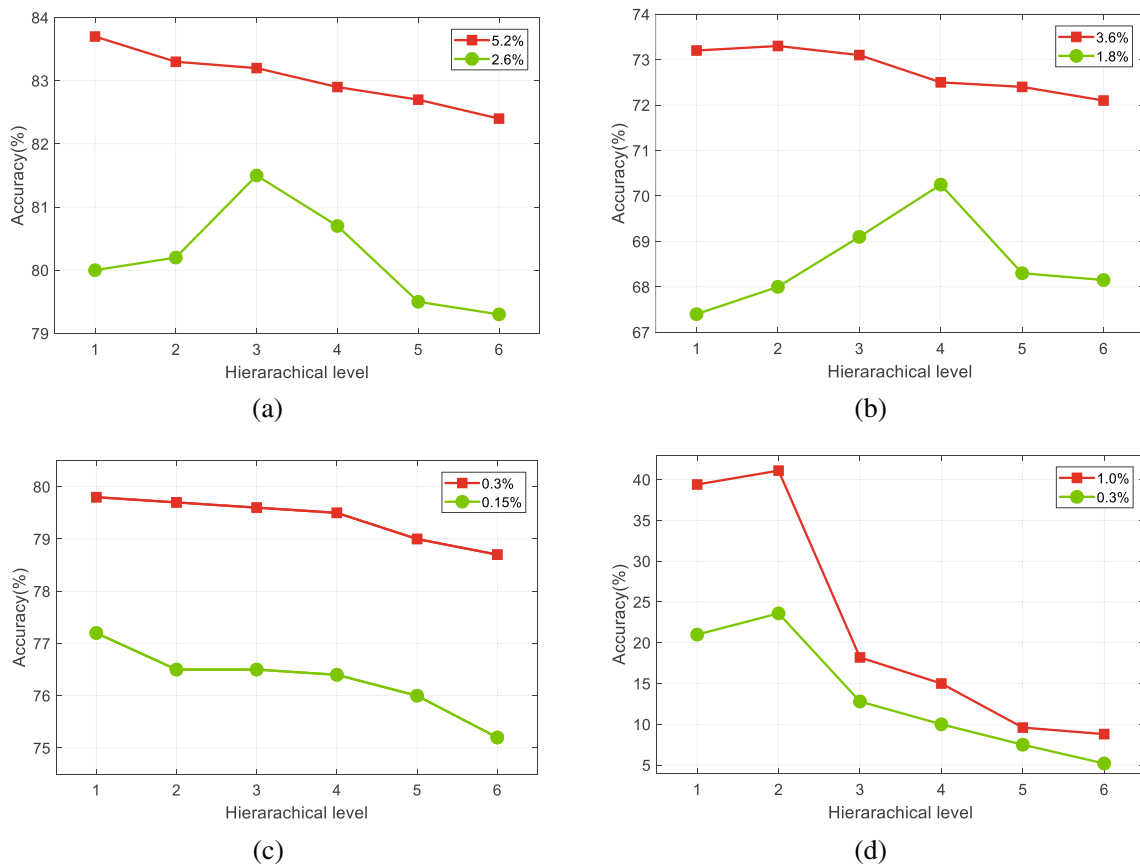 84
83
82
81
80
79
Accuracy(%)
5.2%
2.6%
1 2 3 4 5 6
Hierarachical level
(a)
74
73
72
71
70
69
68
67
Accuracy(%)
3.6%
1.8%
1 2 3 4 5 6
Hierarachical level
(b)
80
79
78
77
76
75
Accuracy(%)
0.3%
0.15%
1 2 3 4 5 6
Hierarachical level
(c)
40
35
30
25
20
15
10
5
Accuracy(%)
1.0%
0.3%
1 2 3 4 5 6
Hierarachical level
(d)